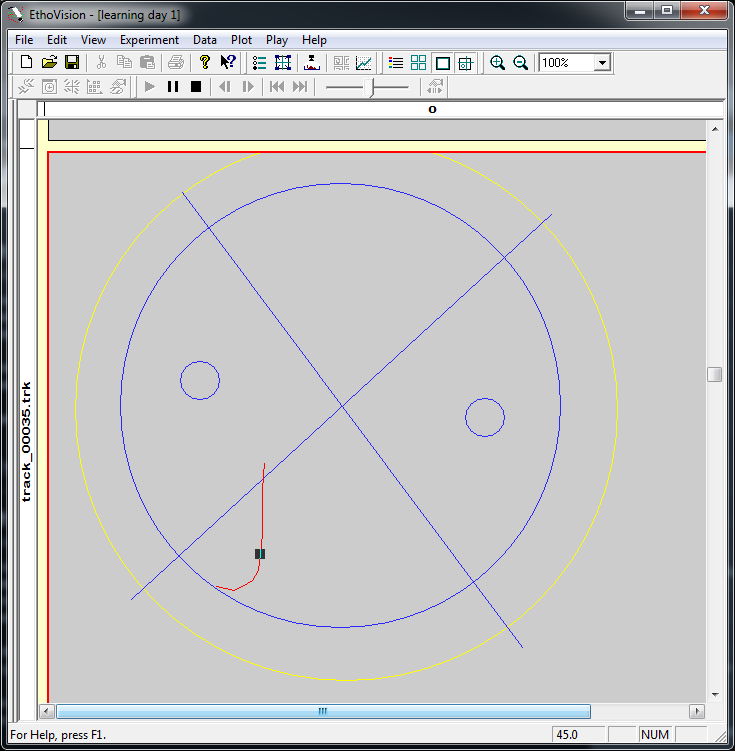 EthoVision - [learning day 1]
File Edit View Experiment Data Plot Play Help
100%
0
track_00035.trk
For Help, press F1.
45.0
NUM